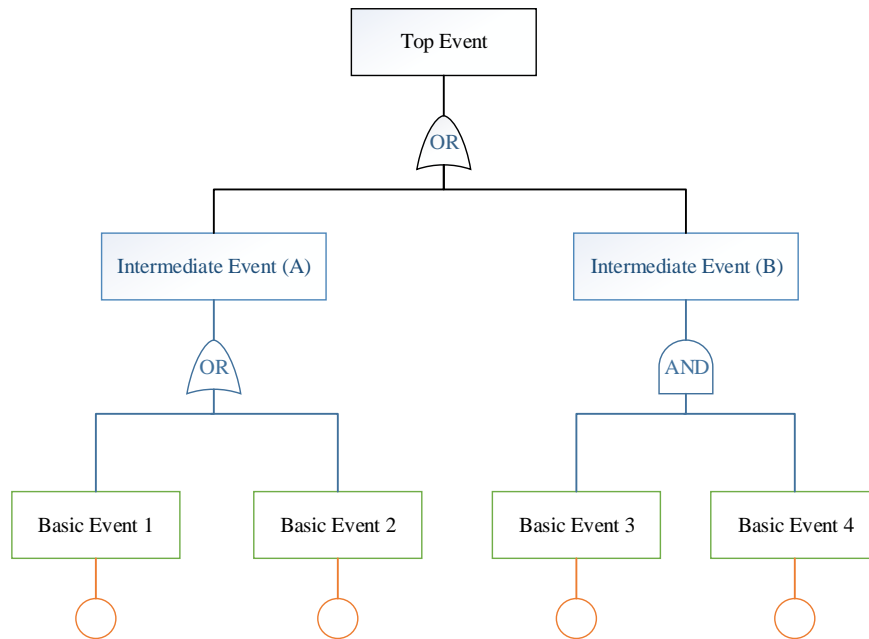 Top Event
OR
Intermediate Event (A)
Intermediate Event (B)
OR
AND
Basic Event 1
Basic Event 2
Basic Event 3
Basic Event 4